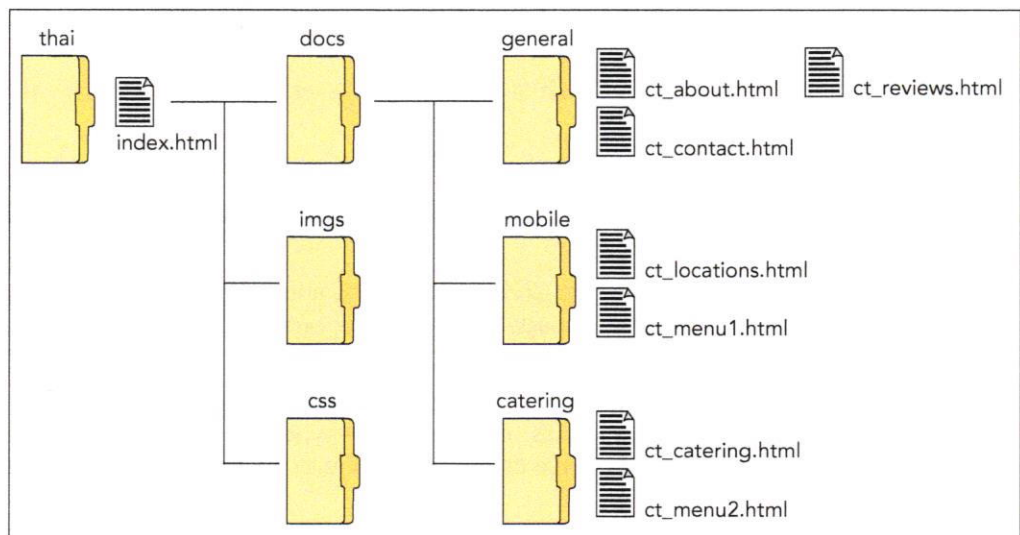 thai
docs
general
index.html
ct_about.html
ct_reviews.html
ct_contact.html
imgs
mobile
ct_locations.html
ct_menu1.html
css
catering
ct_catering.html
ct_menu2.html